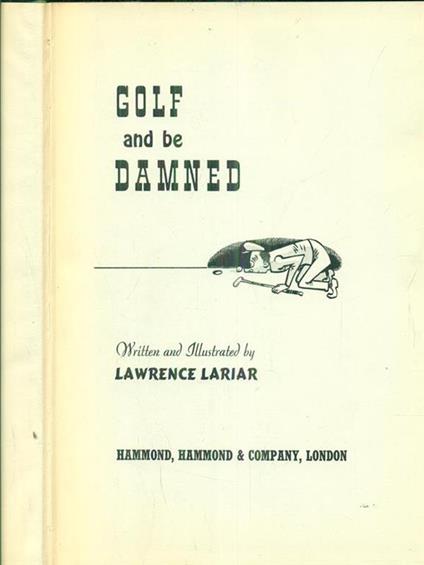 GOLF
and be
DAMNED
Written and Illustrated by
LAWRENCE LARIAR
HAMMOND, HAMMOND & COMPANY, LONDON